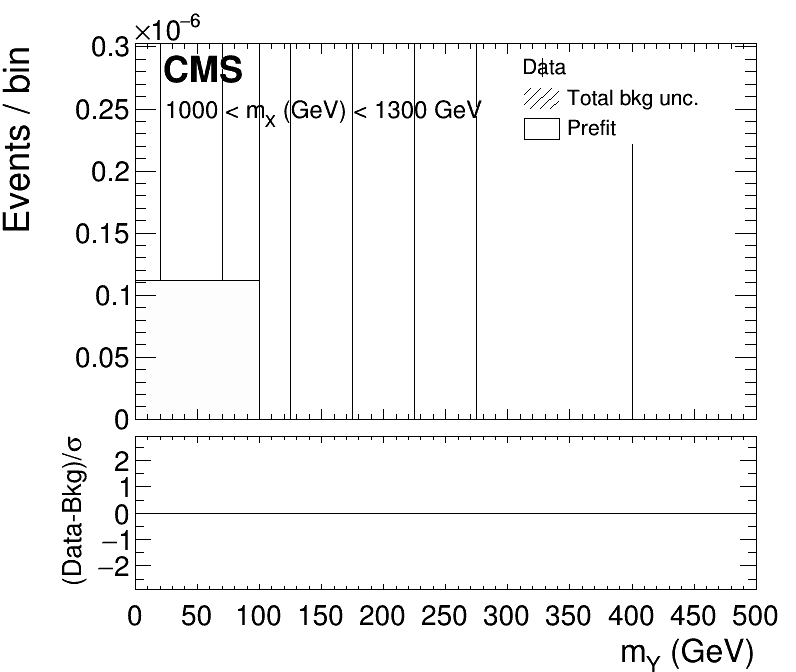 ×10⁻⁶
0.3
0.25
0.2
0.15
0.1
0.05
0
Events / bin
CMS
1000 < mX (GeV) < 1300 GeV
Data
Total bkg unc.
Prefit
2
1
0
−1
−2
(Data-Bkg)/σ
0 50 100 150 200 250 300 350 400 450 500
mY (GeV)